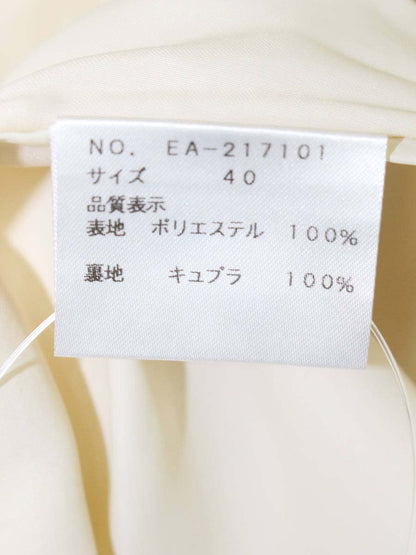 NO. EA-217101
サイズ 40
品質表示
表地 ポリエステル 100%
裏地 キュプラ 100%